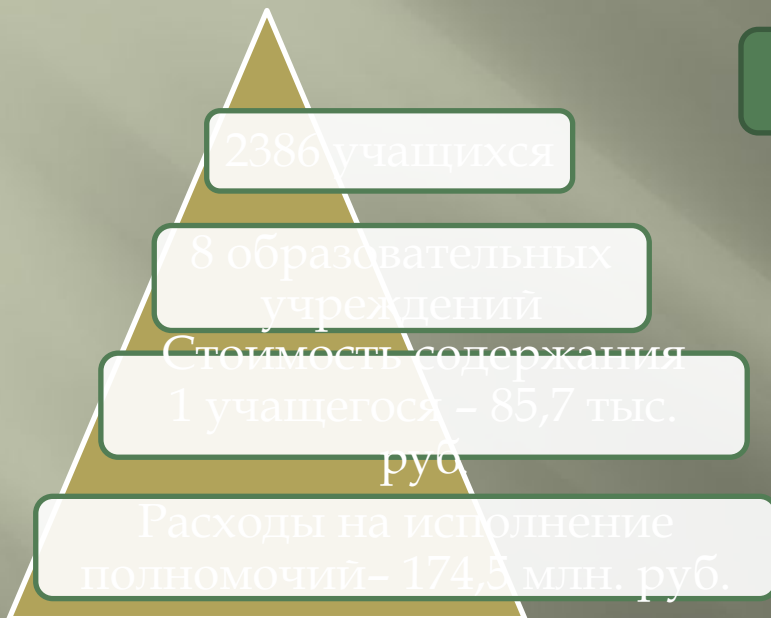 2386 учащихся
8 образовательных
учреждений
Стоимость содержания
1 учащегося – 85,7 тыс.
руб.
Расходы на исполнение
полномочий– 174,5 млн. руб.